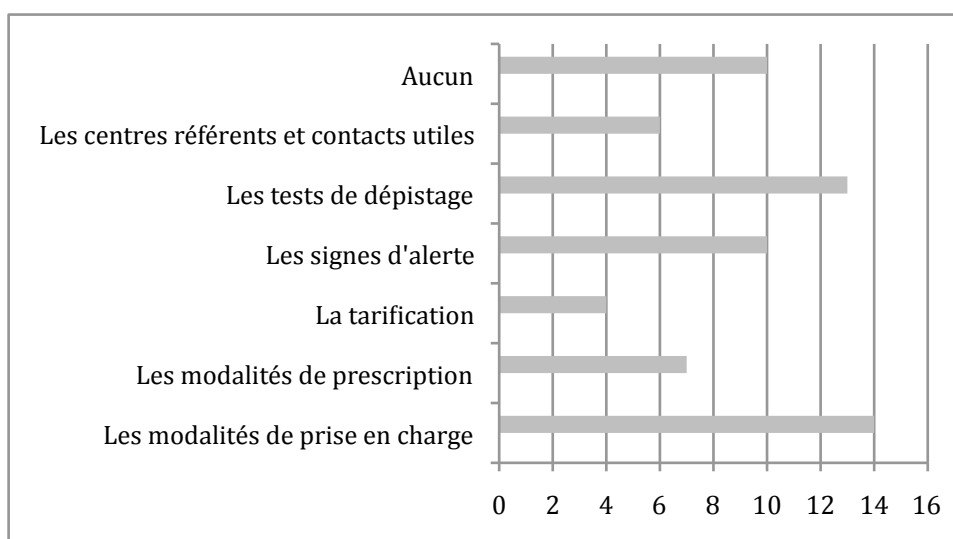 Aucun
Les centres référents et contacts utiles
Les tests de dépistage
Les signes d'alerte
La tarification
Les modalités de prescription
Les modalités de prise en charge
0 2 4 6 8 10 12 14 16